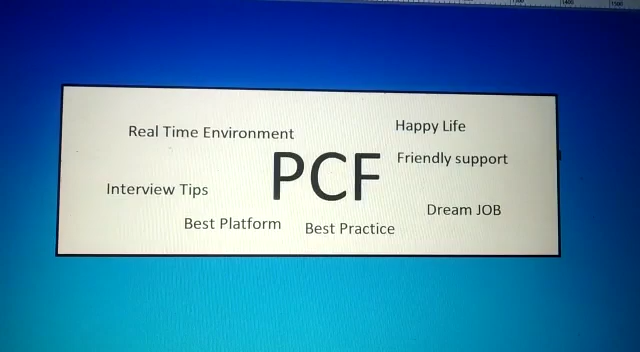 Real Time Environment
Happy Life
PCF
Friendly support
Interview Tips
Dream JOB
Best Platform
Best Practice